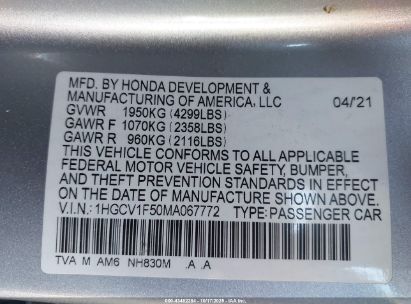 MFD. BY HONDA DEVELOPMENT &
MANUFACTURING OF AMERICA, LLC 04/21
GVWR 1950KG (4299LBS)
GAWR F 1070KG (2358LBS)
GAWR R 960KG (2116LBS)
THIS VEHICLE CONFORMS TO ALL APPLICABLE
FEDERAL MOTOR VEHICLE SAFETY, BUMPER,
AND THEFT PREVENTION STANDARDS IN EFFECT
ON THE DATE OF MANUFACTURE SHOWN ABOVE.
V.I.N.: 1HGCV1F50MA067772 TYPE: PASSENGER CAR
TVA M AM6 NH830M .A .A